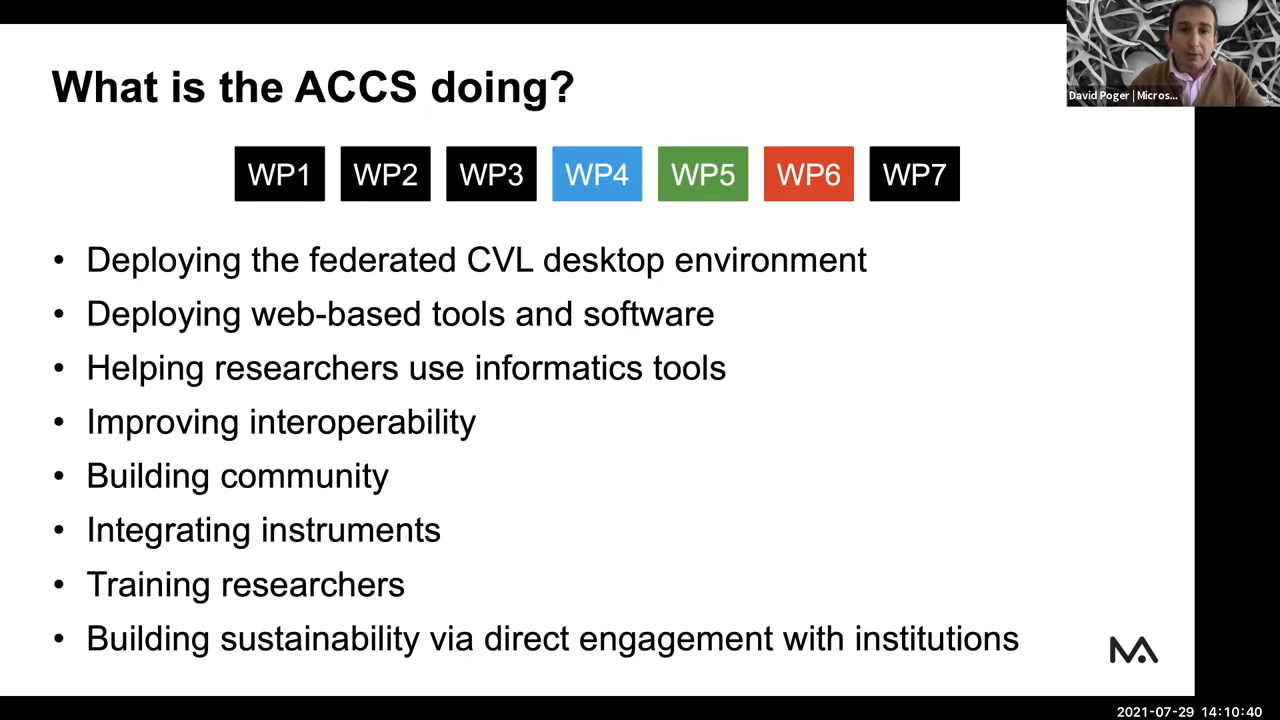 What is the ACCS doing?
David Poger | Micros...
WP1 WP2 WP3 WP4 WP5 WP6 WP7
• Deploying the federated CVL desktop environment
• Deploying web-based tools and software
• Helping researchers use informatics tools
• Improving interoperability
• Building community
• Integrating instruments
• Training researchers
• Building sustainability via direct engagement with institutions
2021-07-29 14:10:40